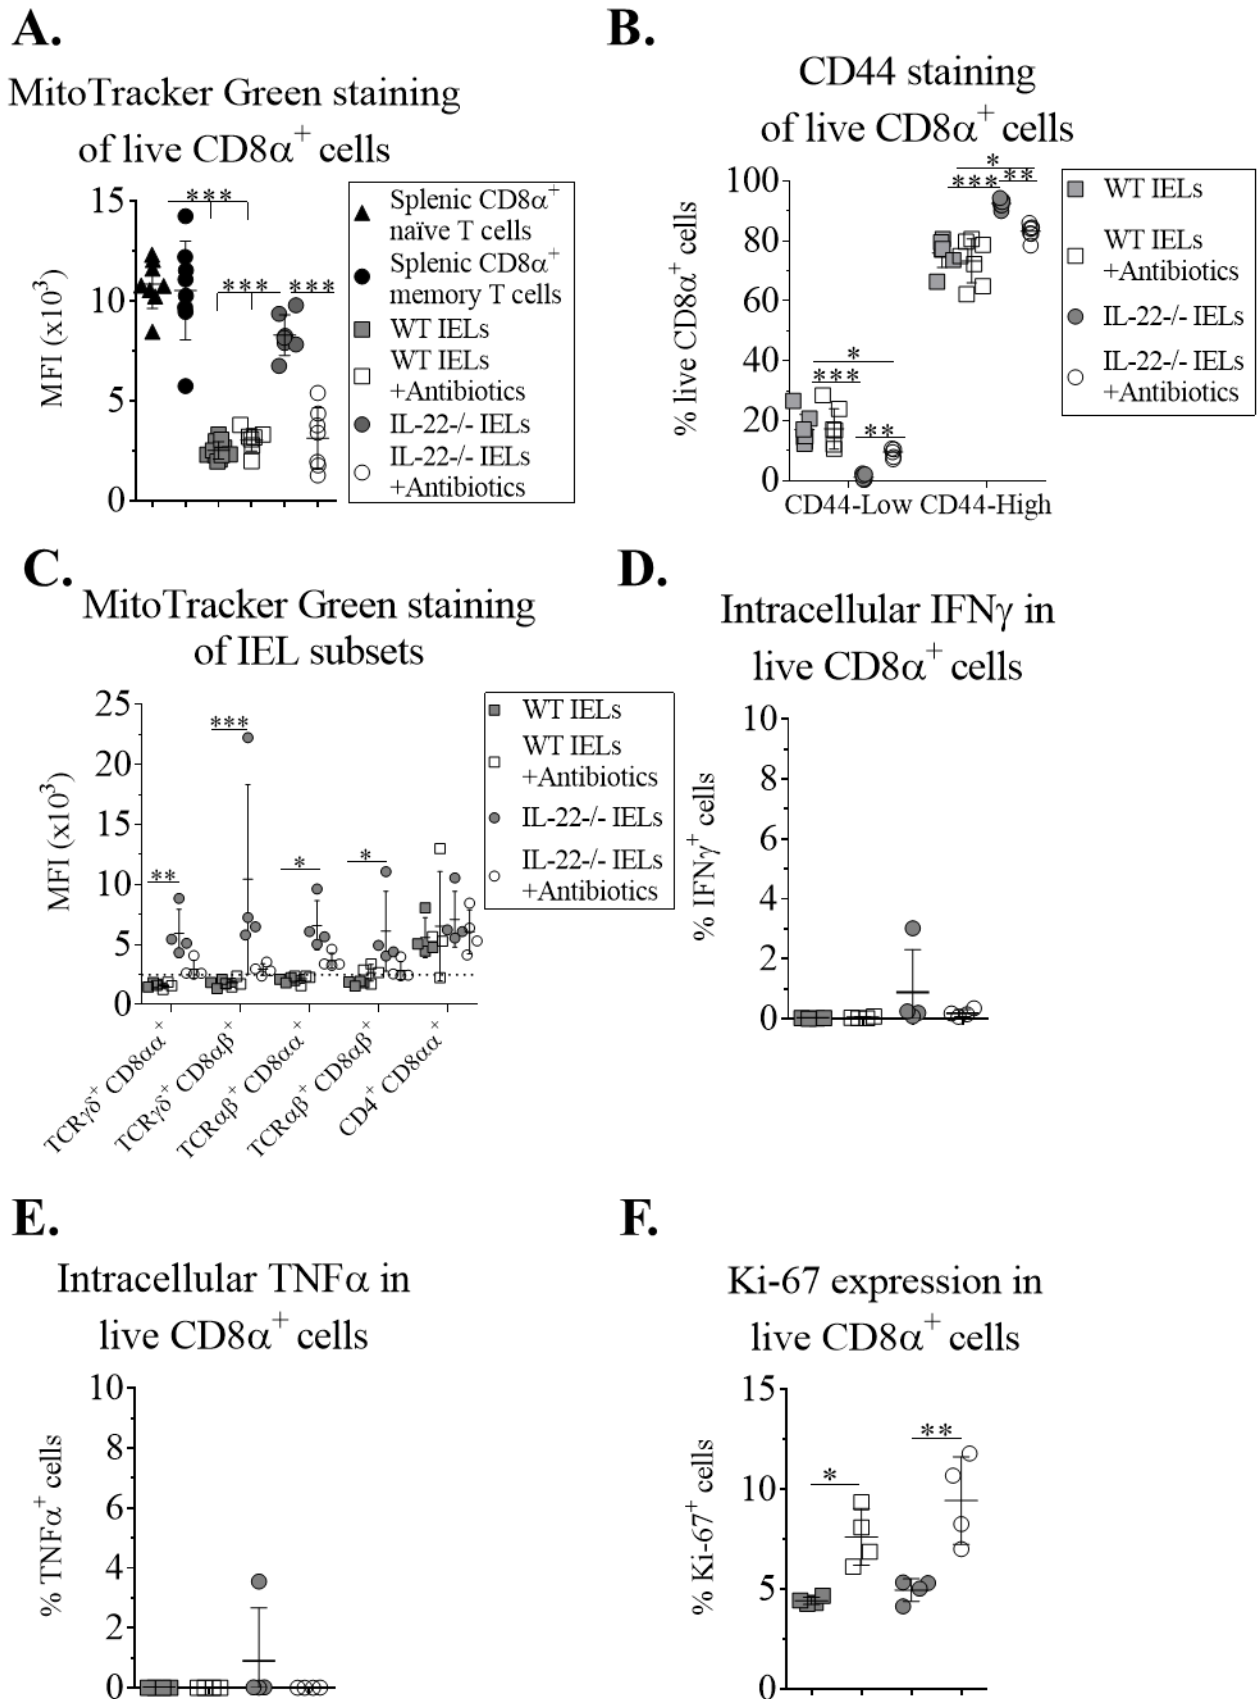 A.
MitoTracker Green staining
of live CD8α+ cells
MFI (x10³)
15
10
5
0
***
*** ***
Splenic CD8α+
naïve T cells
Splenic CD8α+
memory T cells
WT IELs
WT IELs
+Antibiotics
IL-22-/- IELs
IL-22-/- IELs
+Antibiotics
B.
CD44 staining
of live CD8α+ cells
% live CD8α+ cells
100
80
60
40
20
0
*
*** **
*
***
**
CD44-Low CD44-High
WT IELs
WT IELs
+Antibiotics
IL-22-/- IELs
IL-22-/- IELs
+Antibiotics
C.
MitoTracker Green staining
of IEL subsets
MFI (x10³)
25
20
15
10
5
0
**
***
*
*
TCRγδ+ CD8αα+
TCRγδ+ CD8αβ+
TCRαβ+ CD8αα+
TCRαβ+ CD8αβ+
CD4+ CD8αα+
WT IELs
WT IELs
+Antibiotics
IL-22-/- IELs
IL-22-/- IELs
+Antibiotics
D.
Intracellular IFNγ in
live CD8α+ cells
% IFNγ+ cells
10
8
6
4
2
0
E.
Intracellular TNFα in
live CD8α+ cells
% TNFα+ cells
10
8
6
4
2
0
F.
Ki-67 expression in
live CD8α+ cells
% Ki-67+ cells
15
10
5
0
*
**